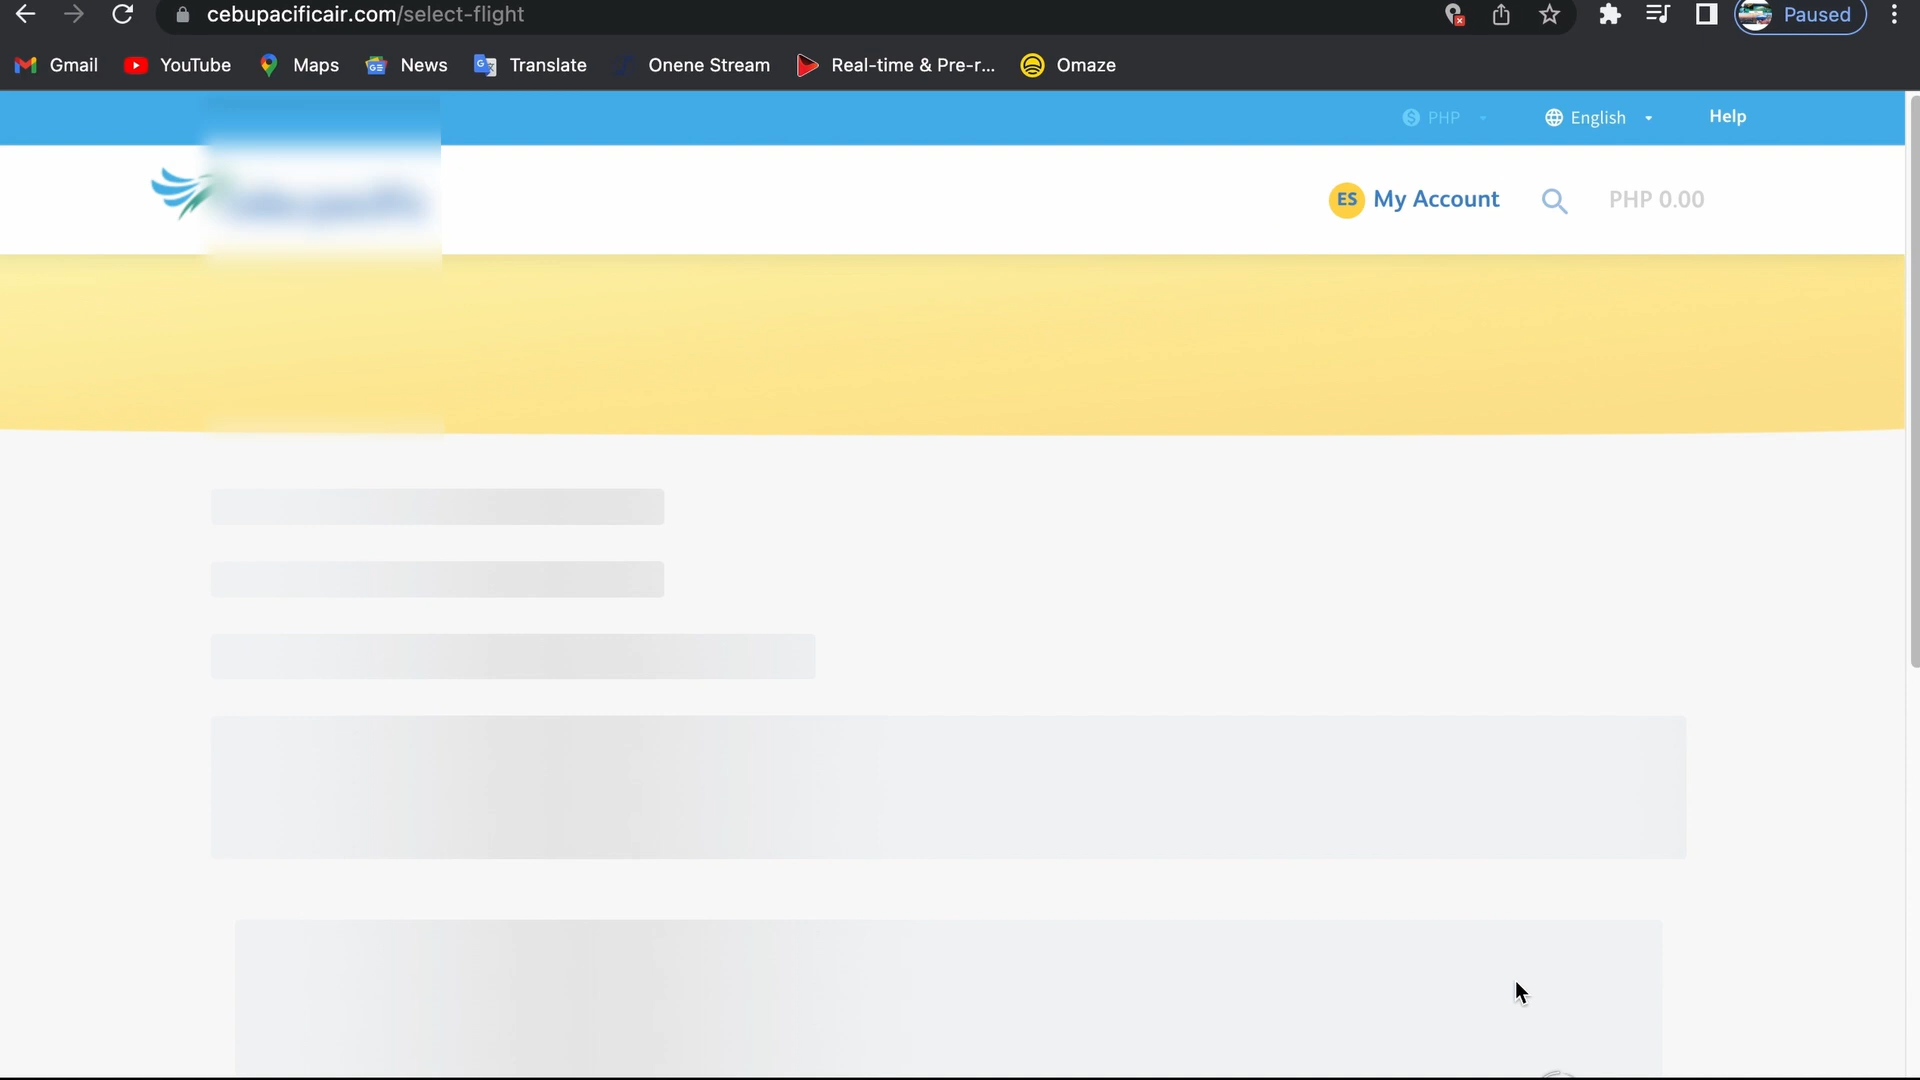 cebupacificair.com/select-flight
Paused
Gmail
YouTube
Maps
News
Translate
Onene Stream
Real-time & Pre-r...
Omaze
PHP
English
Help
ES
My Account
PHP 0.00